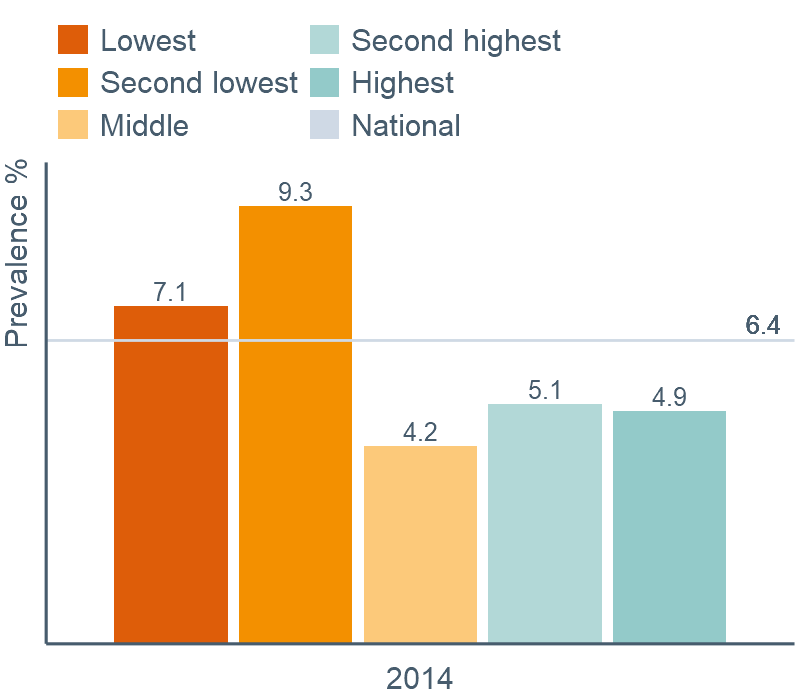 Lowest
Second lowest
Middle
Second highest
Highest
National
Prevalence %
7.1
9.3
4.2
5.1
4.9
6.4
2014